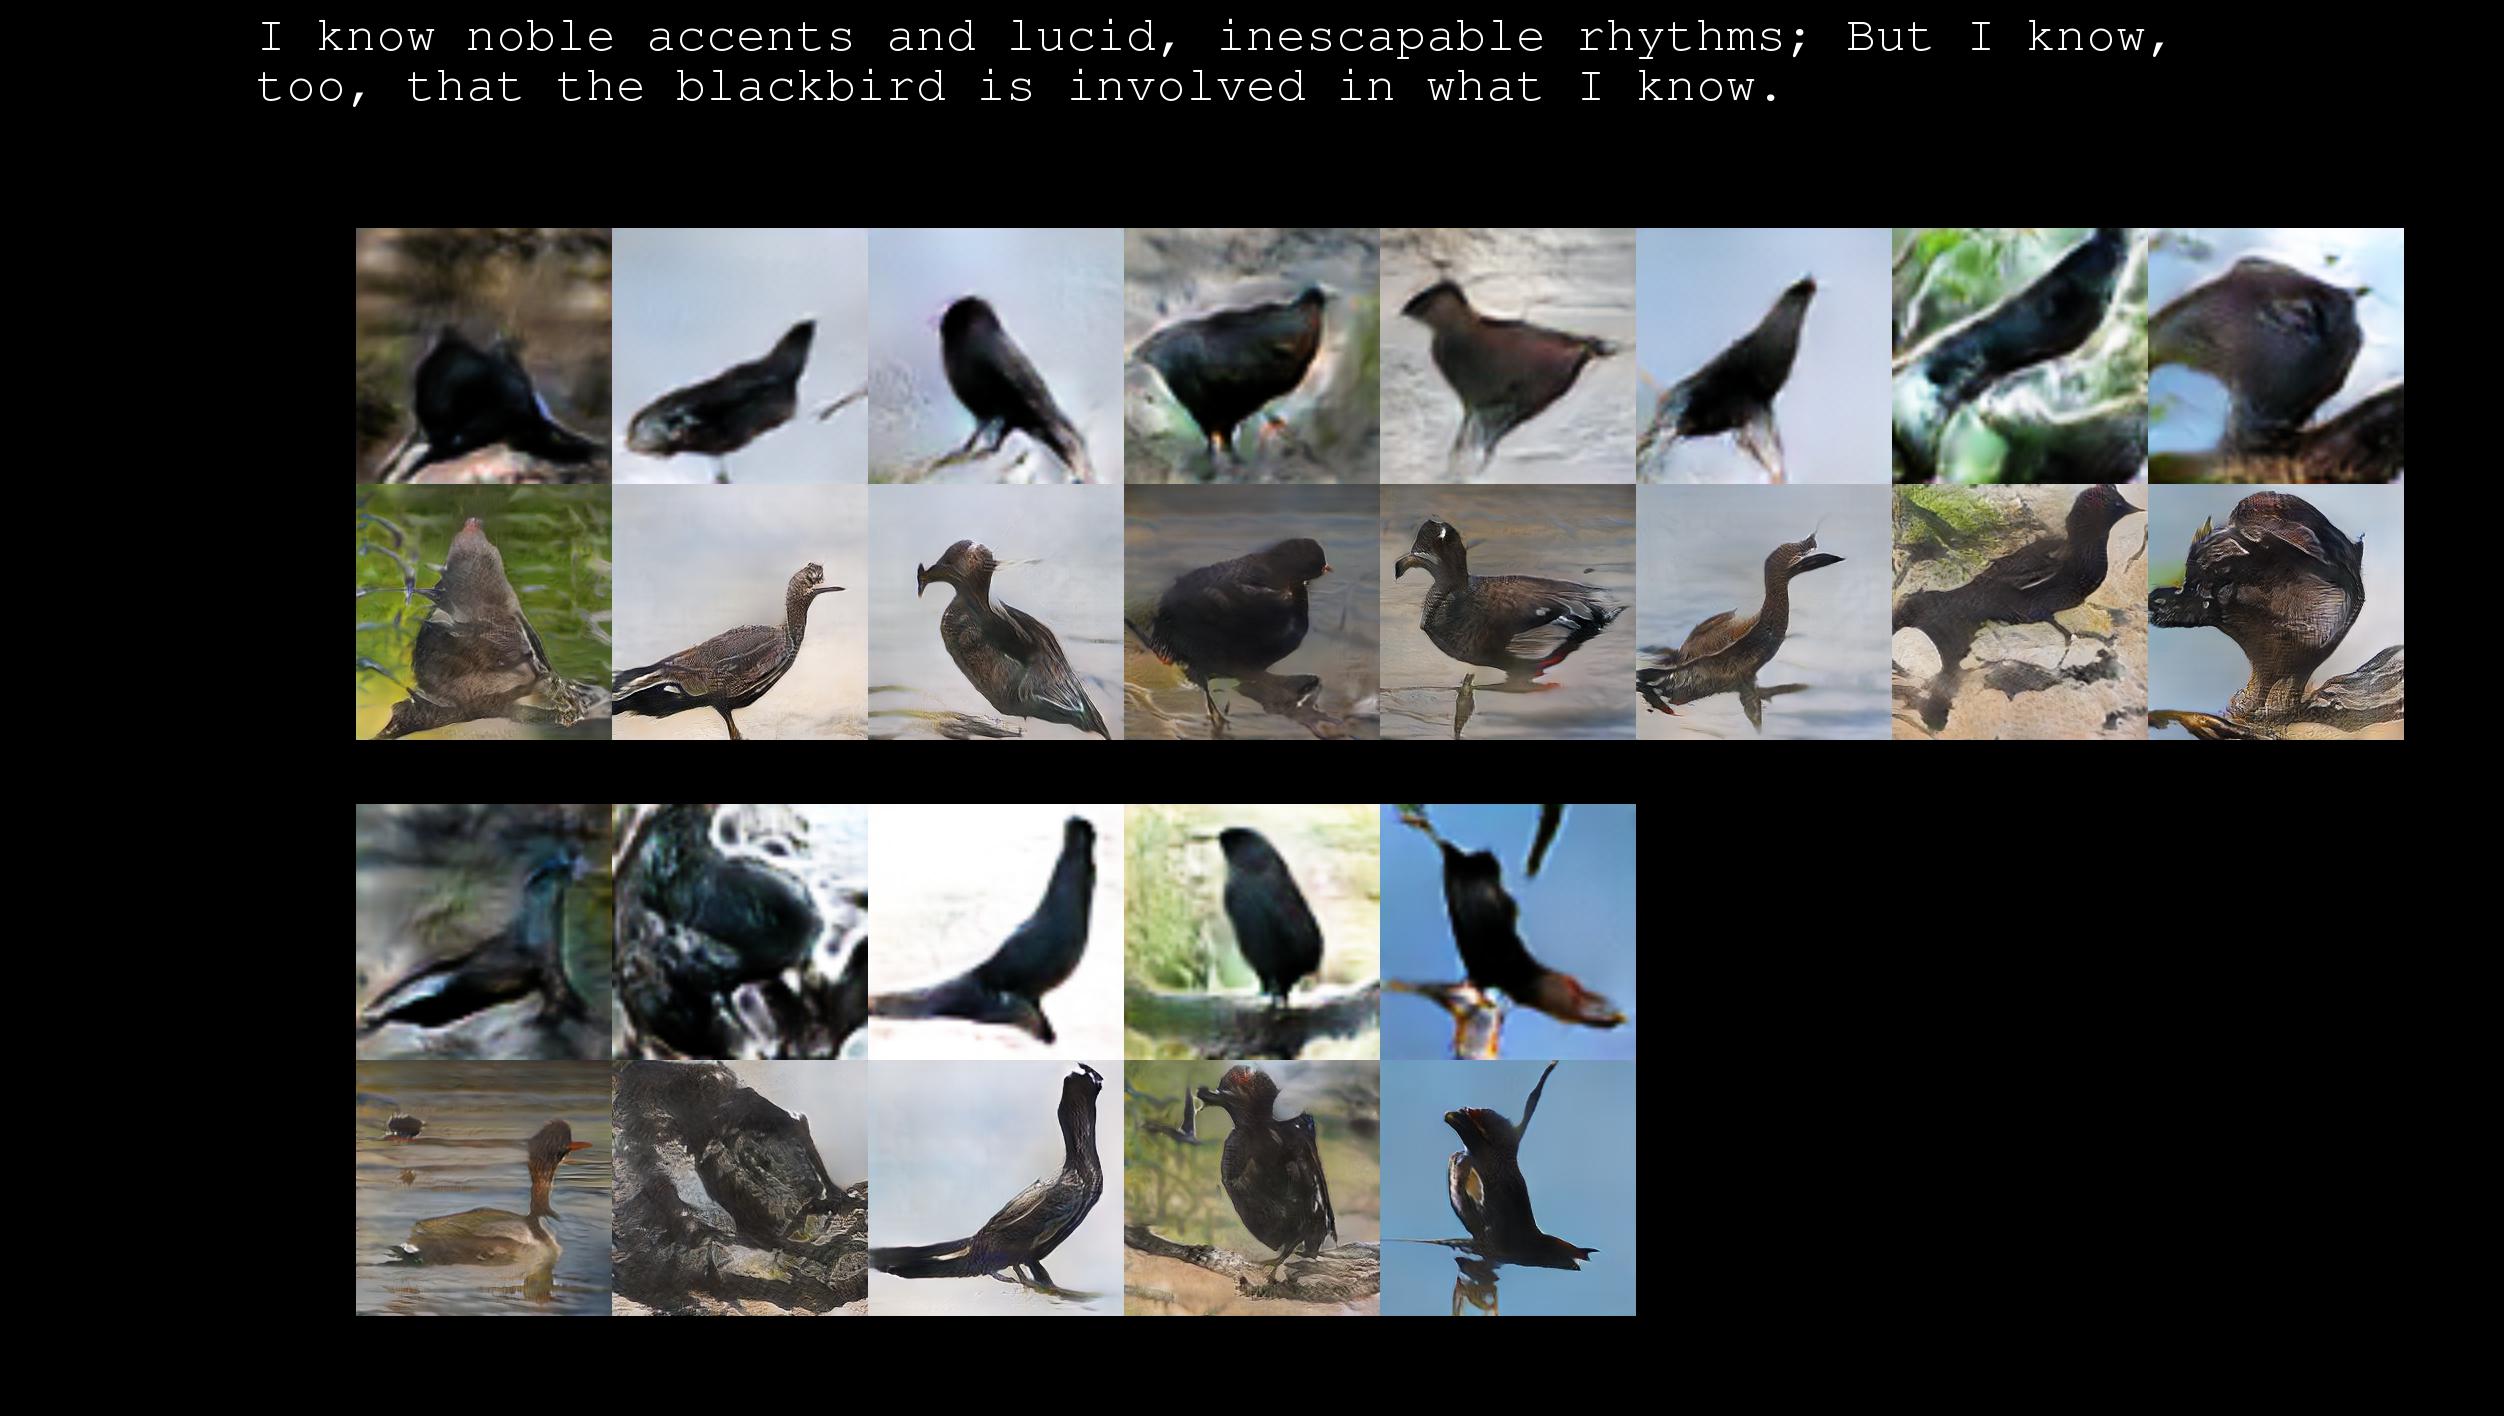 I know noble accents and lucid, inescapable rhythms; But I know,
too, that the blackbird is involved in what I know.